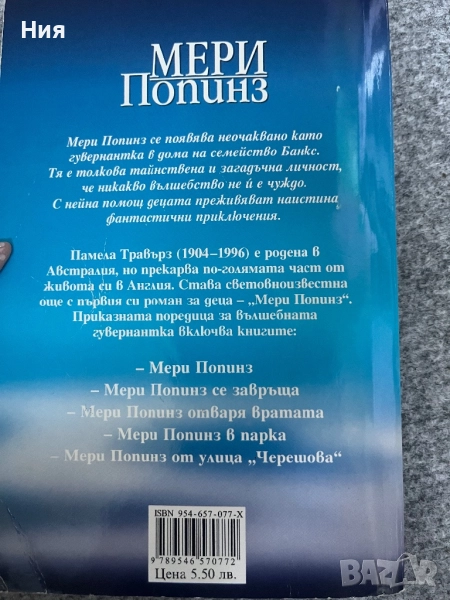 Ния
МЕРИ
Попинз
Мери Попинз се появява неочаквано като
гувернантка в дома на семейство Банкс.
Тя е толкова тайнствена и загадъчна личност,
че никакво вълшебство не ѝ е чуждо.
С нейна помощ децата преживяват наистина
фантастични приключения.
Памела Травърз (1904–1996) е родена в
Австралия, но прекарва по-голямата част от
живота си в Англия. Става световноизвестна
още с първия си роман за деца – „Мери Попинз“.
Приказната поредица за вълшебната
гувернантка включва книгите:
– Мери Попинз
– Мери Попинз се завръща
– Мери Попинз отваря вратата
– Мери Попинз в парка
– Мери Попинз от улица „Черешова“
ISBN 954-657-077-X
9 789546 570772
Цена 5.50 лв.
BAZAR